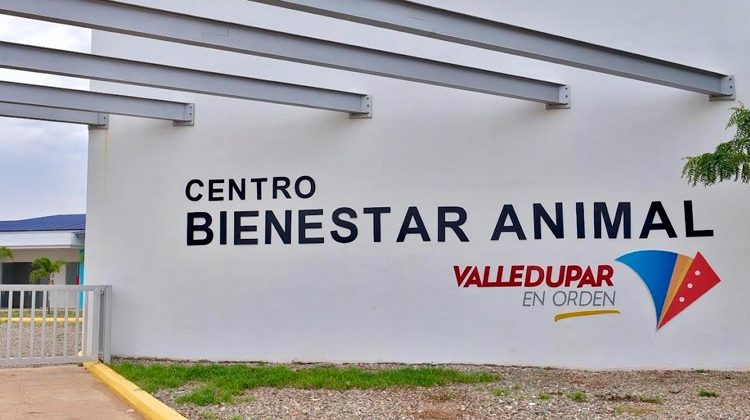 CENTRO
BIENESTAR ANIMAL
VALLEDUPAR
EN ORDEN